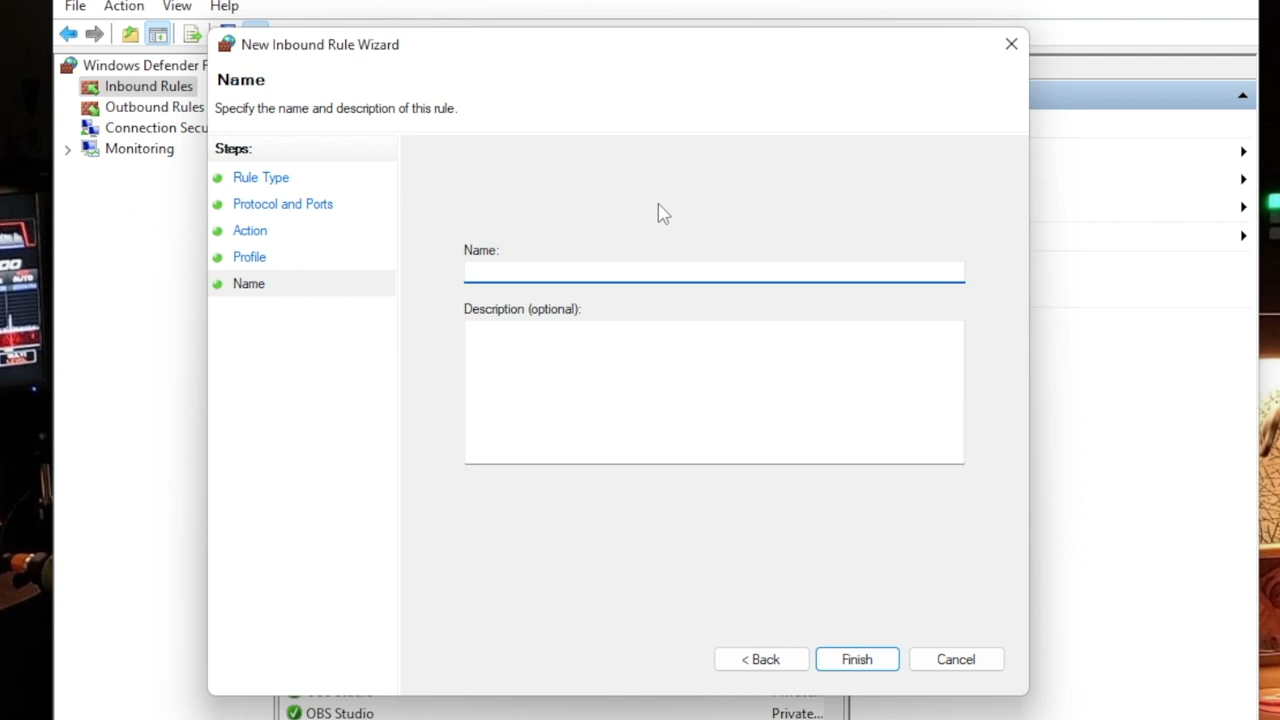 File Action View Help
New Inbound Rule Wizard
Windows Defender F
Inbound Rules
Outbound Rules
Connection Secu
Monitoring
Name
Specify the name and description of this rule.
Steps:
Rule Type
Protocol and Ports
Action
Profile
Name
Name:
Description (optional):
< Back Finish Cancel
OBS Studio Private...